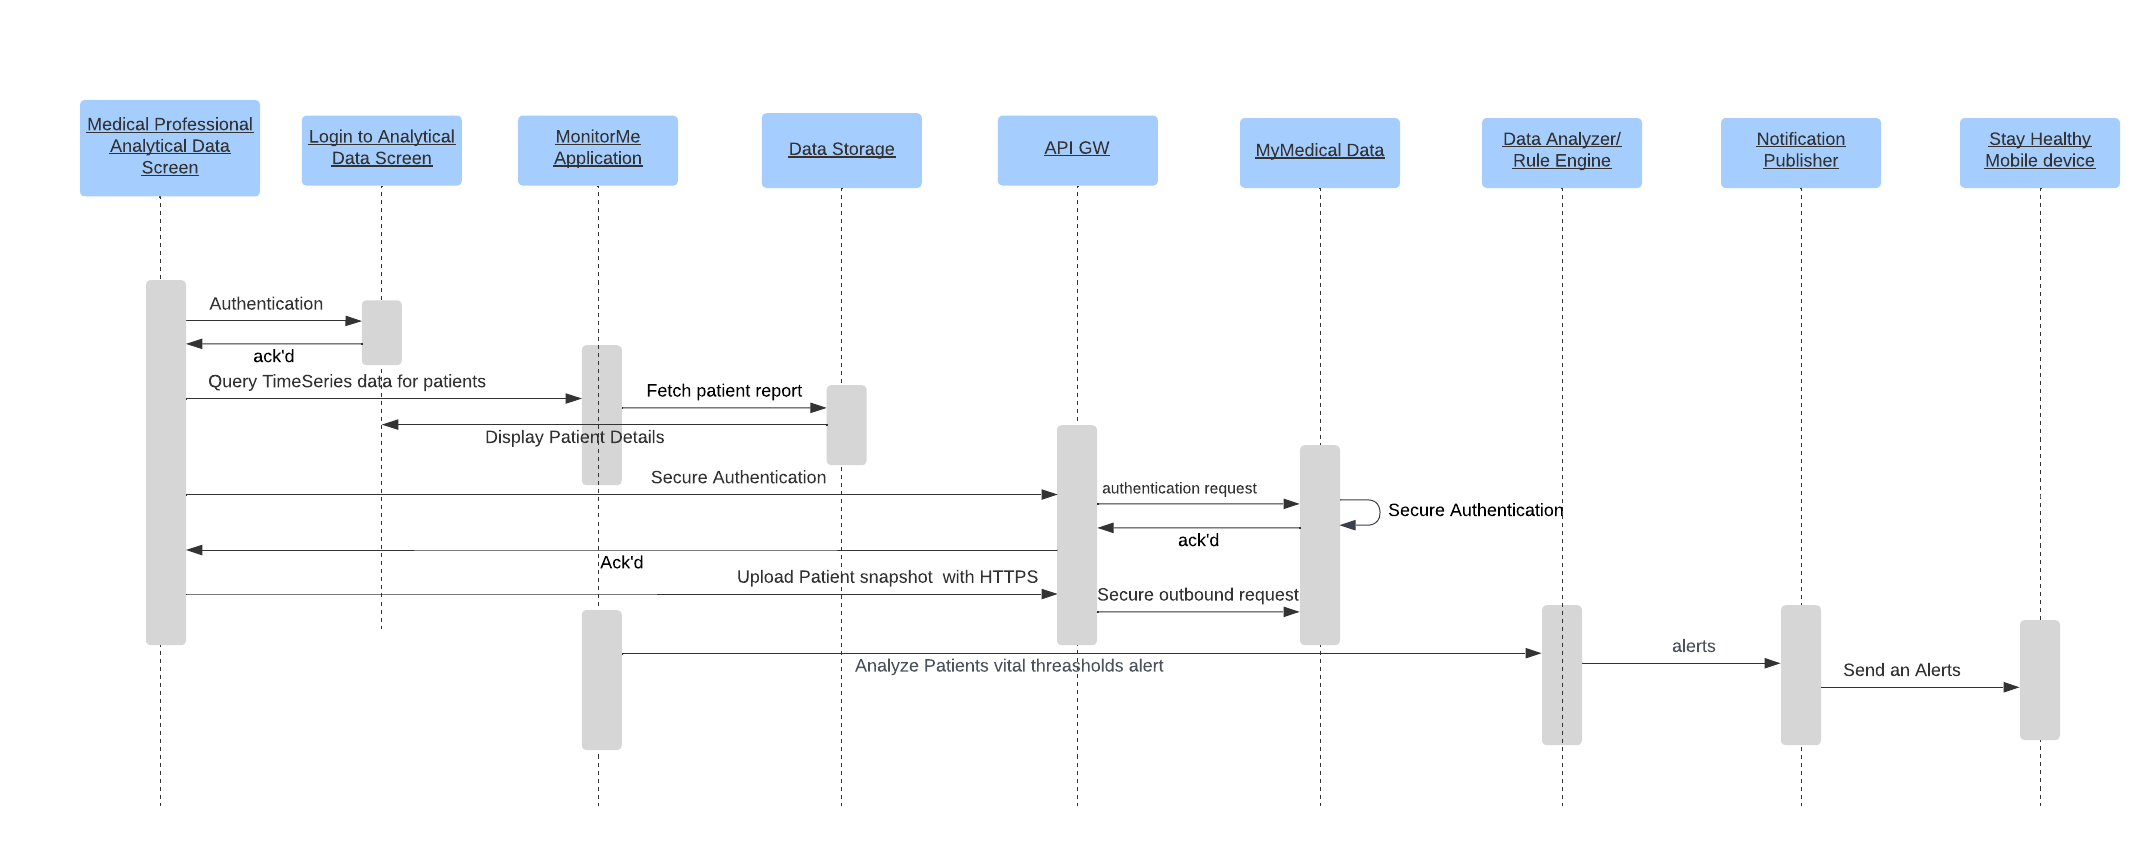 Medical Professional
Analytical Data
Screen
Login to Analytical
Data Screen
MonitorMe
Application
Data Storage
API GW
MyMedical Data
Data Analyzer/
Rule Engine
Notification
Publisher
Stay Healthy
Mobile device
Authentication
ack'd
Query TimeSeries data for patients
Fetch patient report
Display Patient Details
Secure Authentication
authentication request
Secure Authentication
ack'd
Ack'd
Upload Patient snapshot  with HTTPS
Secure outbound request
Analyze Patients vital thresholds alert
alerts
Send an Alerts